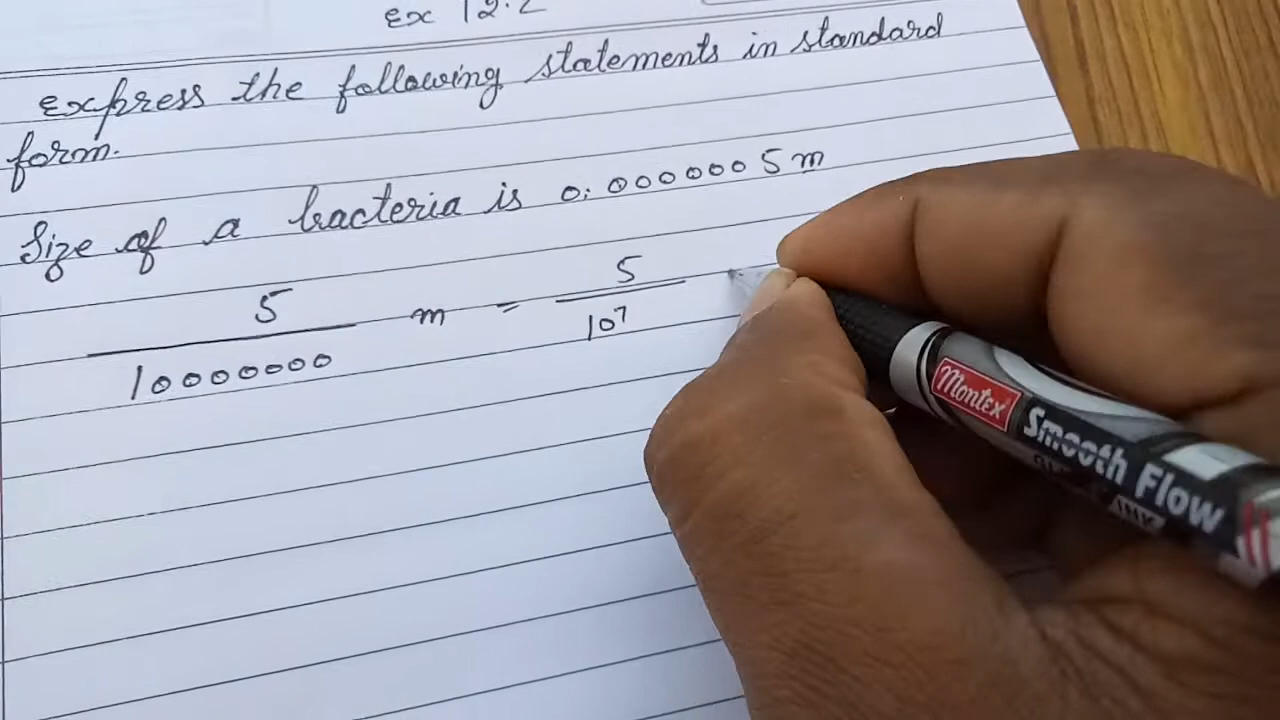 Ex 12.2
Express the following statements in standard
form.
Size of a bacteria is 0.0000005 m
5
10000000
m = 5
10⁷
Montex
Smooth Flow
INK